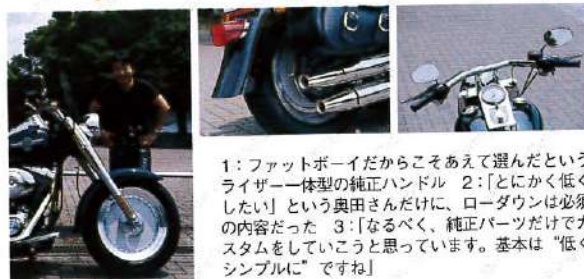 1：ファットボーイだからこそあえて選んだという
ライザー一体型の純正ハンドル　2：「とにかく低く
したい」という奥田さんだけに、ローダウンは必須
の内容だった　3：「なるべく、純正パーツだけでカ
スタムをしていこうと思っています。基本は“低く
シンプルに”ですね」